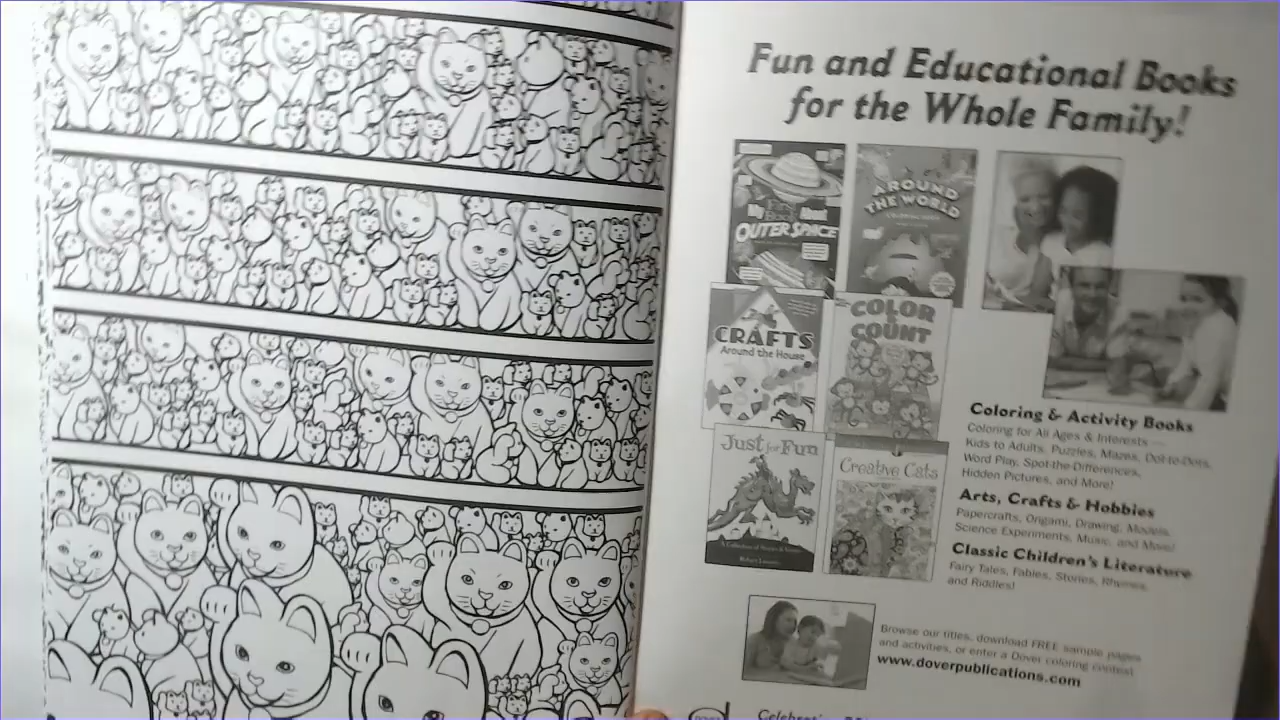 Fun and Educational Books
for the Whole Family!
My First Book About
OUTER SPACE
AROUND
THE WORLD
COLORING BOOK
CRAFTS
Around the House
COLOR
COUNT
Just for Fun
Creative Cats
Coloring & Activity Books
Coloring for All Ages & Interests —
Kids to Adults, Puzzles, Mazes, Dot-to-Dots,
Word Play, Spot-the-Differences,
Hidden Pictures, and More!
Arts, Crafts & Hobbies
Papercrafts, Origami, Drawing, Models,
Science Experiments, Music, and More!
Classic Children's Literature
Fairy Tales, Fables, Stories, Rhymes,
and Riddles!
Browse our titles, download FREE sample pages
and activities, or enter a Dover coloring contest
www.doverpublications.com